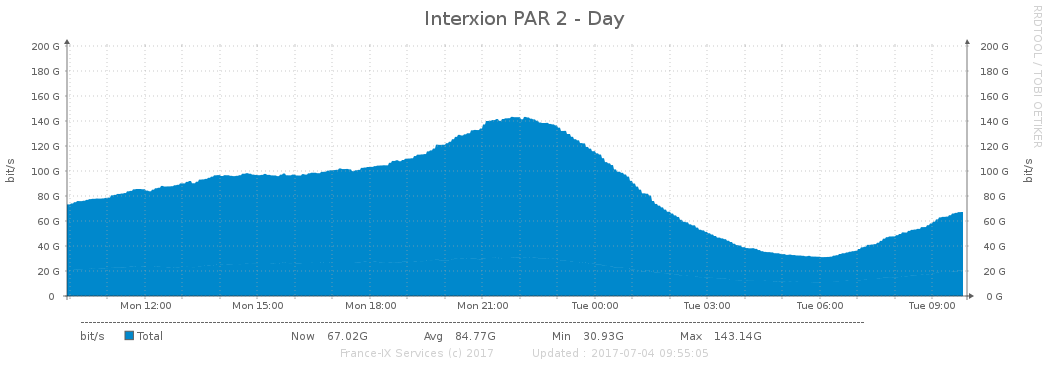 Interxion PAR 2 - Day
RRDTOOL / TOBI OETIKER
bit/s
200 G 200 G
180 G 180 G
160 G 160 G
140 G 140 G
120 G 120 G
100 G 100 G
80 G 80 G
60 G 60 G
40 G 40 G
20 G 20 G
0 0 G
bit/s
Mon 12:00 Mon 15:00 Mon 18:00 Mon 21:00 Tue 00:00 Tue 03:00 Tue 06:00 Tue 09:00
bit/s Total Now 67.02G Avg 84.77G Min 30.93G Max 143.14G
France-IX Services (c) 2017 Updated : 2017-07-04 09:55:05